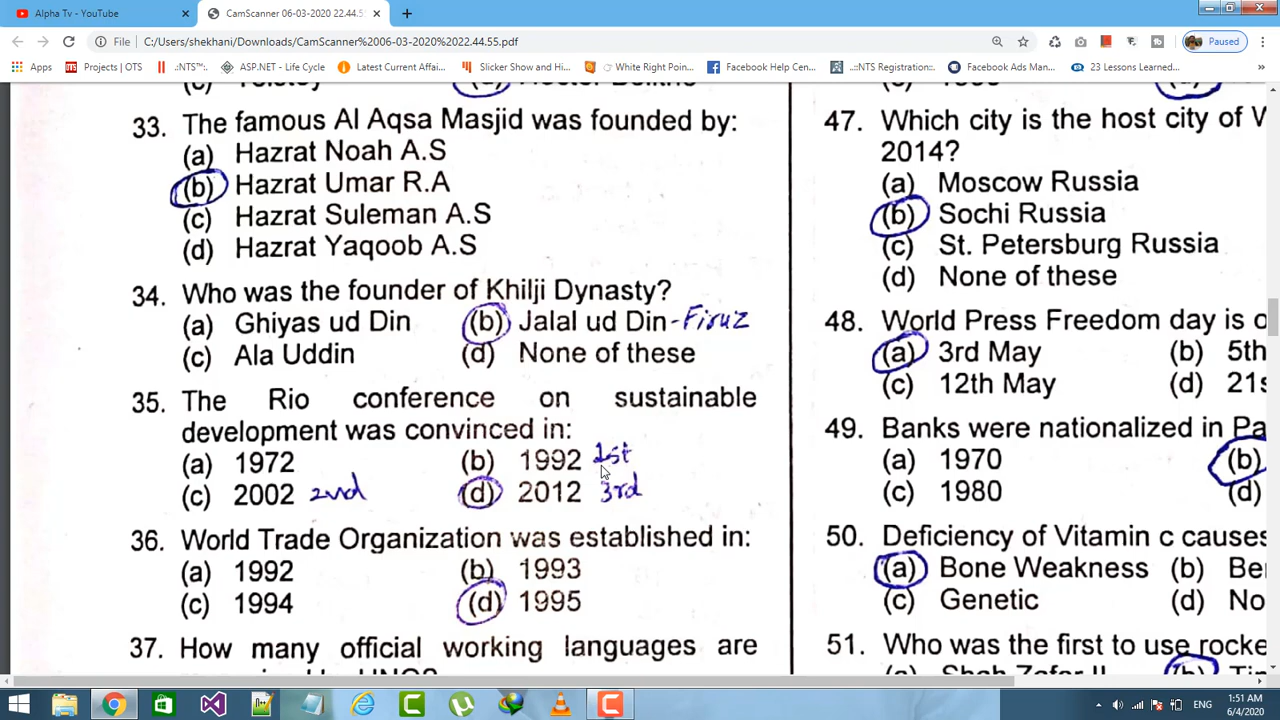 Alpha Tv - YouTube
CamScanner 06-03-2020 22.44.5
File
C:/Users/shekhani/Downloads/CamScanner%2006-03-2020%2022.44.55.pdf
Paused
Apps
Projects | OTS
..:NTS™:.
ASP.NET - Life Cycle
Latest Current Affai...
Slicker Show and Hi...
White Right Poin...
Facebook Help Cen...
..::NTS Registration:...
Facebook Ads Man...
23 Lessons Learned...
33. The famous Al Aqsa Masjid was founded by:
(a) Hazrat Noah A.S
(b) Hazrat Umar R.A
(c) Hazrat Suleman A.S
(d) Hazrat Yaqoob A.S
34. Who was the founder of Khilji Dynasty?
(a) Ghiyas ud Din (b) Jalal ud Din -Firuz
(c) Ala Uddin (d) None of these
35. The Rio conference on sustainable
development was convinced in:
(a) 1972 (b) 1992 1st
(c) 2002 2nd (d) 2012 3rd
36. World Trade Organization was established in:
(a) 1992 (b) 1993
(c) 1994 (d) 1995
37. How many official working languages are
47. Which city is the host city of W
2014?
(a) Moscow Russia
(b) Sochi Russia
(c) St. Petersburg Russia
(d) None of these
48. World Press Freedom day is o
(a) 3rd May (b) 5th
(c) 12th May (d) 21s
49. Banks were nationalized in Pa
(a) 1970 (b)
(c) 1980 (d)
50. Deficiency of Vitamin c causes
(a) Bone Weakness (b) Be
(c) Genetic (d) No
51. Who was the first to use rocke
ENG
1:51 AM
6/4/2020